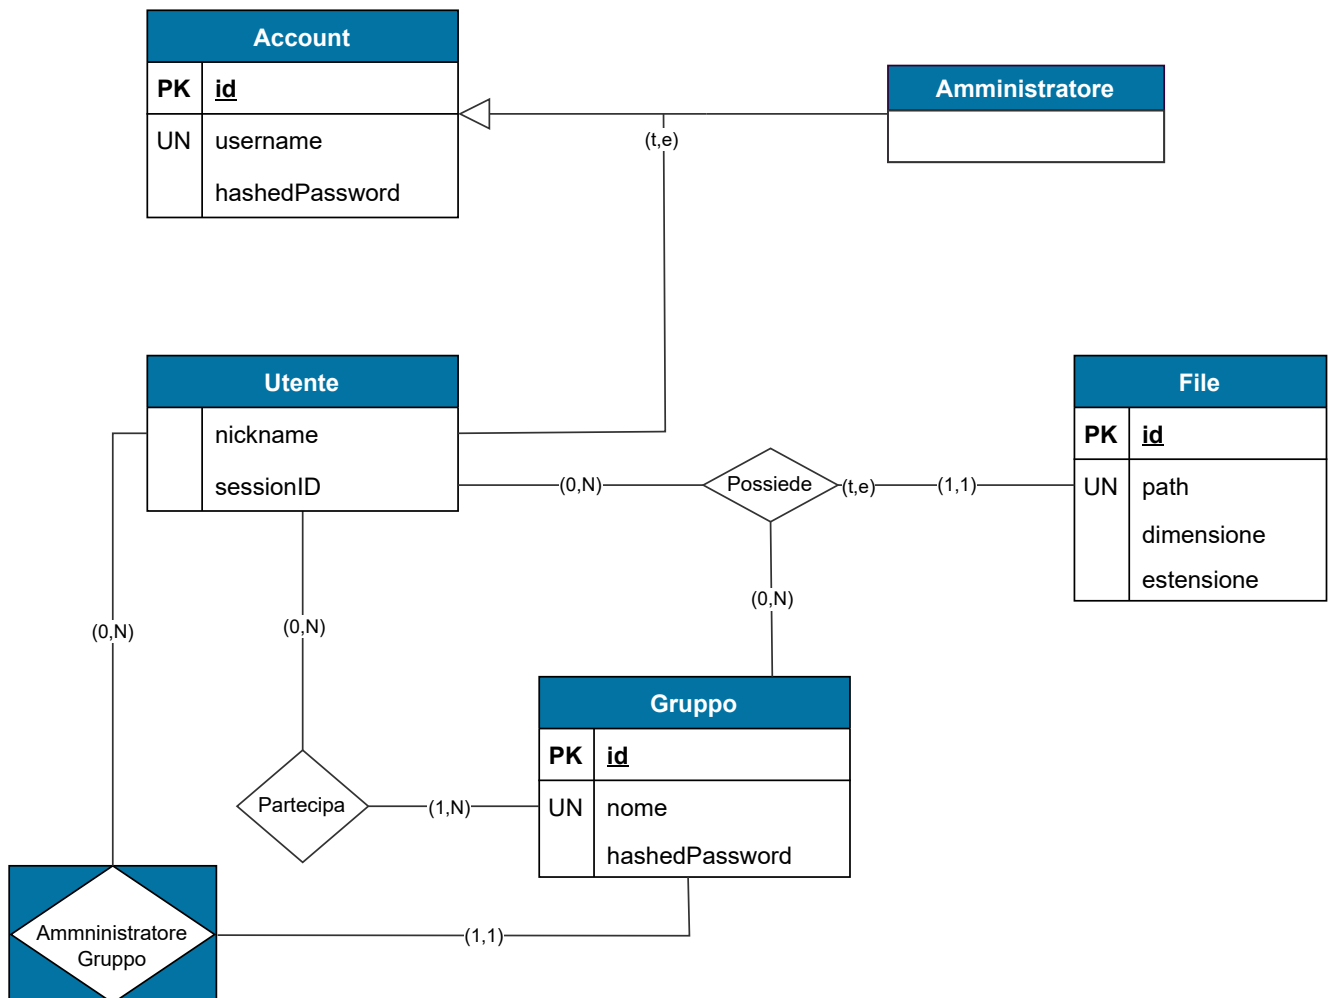 Account
PK id
UN username
hashedPassword
Amministratore
(t,e)
Utente
nickname
sessionID
File
PK id
UN path
dimensione
estensione
(0,N)
Possiede
(t,e)
(1,1)
(0,N)
(0,N)
(0,N)
Gruppo
PK id
UN nome
hashedPassword
Partecipa
(1,N)
Ammninistratore
Gruppo
(1,1)